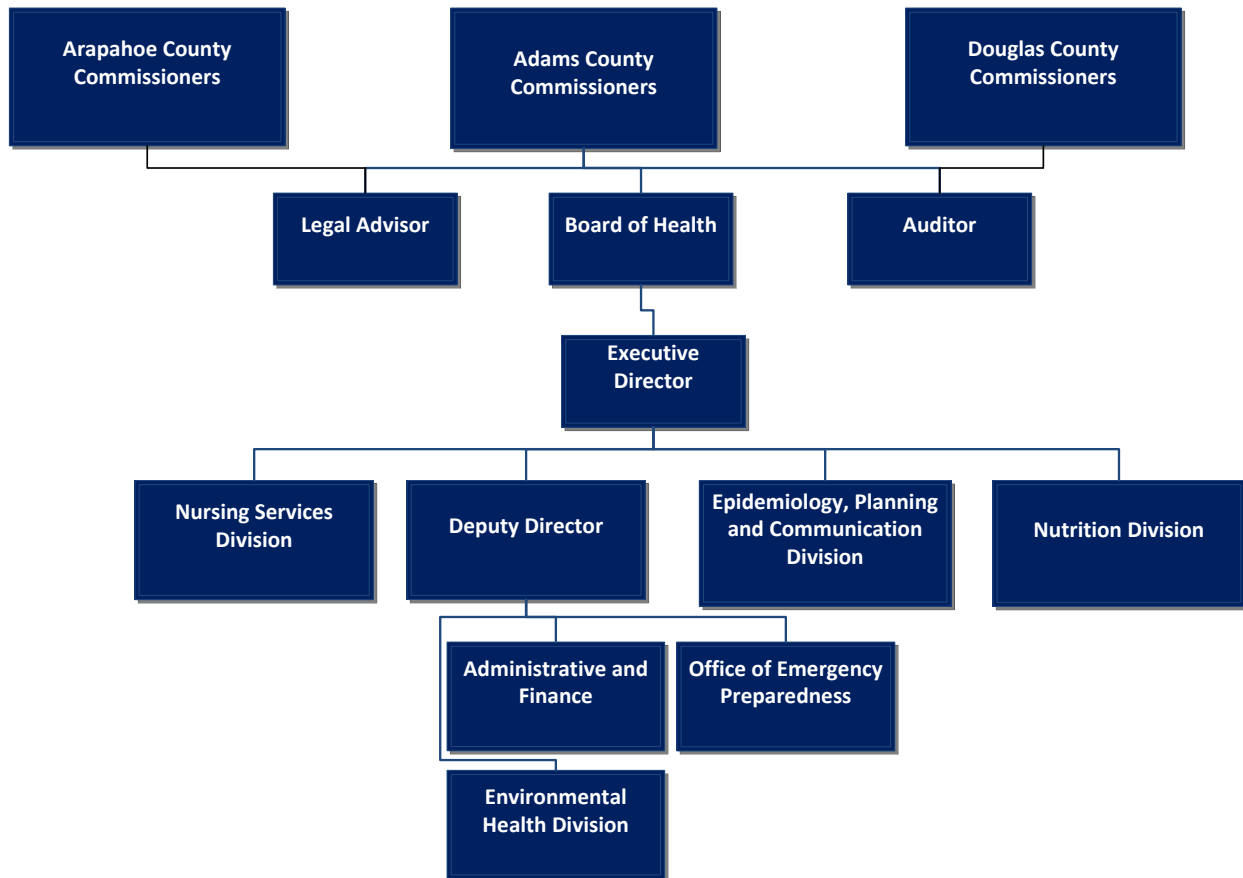 Arapahoe County
Commissioners
Adams County
Commissioners
Douglas County
Commissioners
Legal Advisor
Board of Health
Auditor
Executive
Director
Nursing Services
Division
Deputy Director
Epidemiology, Planning
and Communication
Division
Nutrition Division
Administrative and
Finance
Office of Emergency
Preparedness
Environmental
Health Division